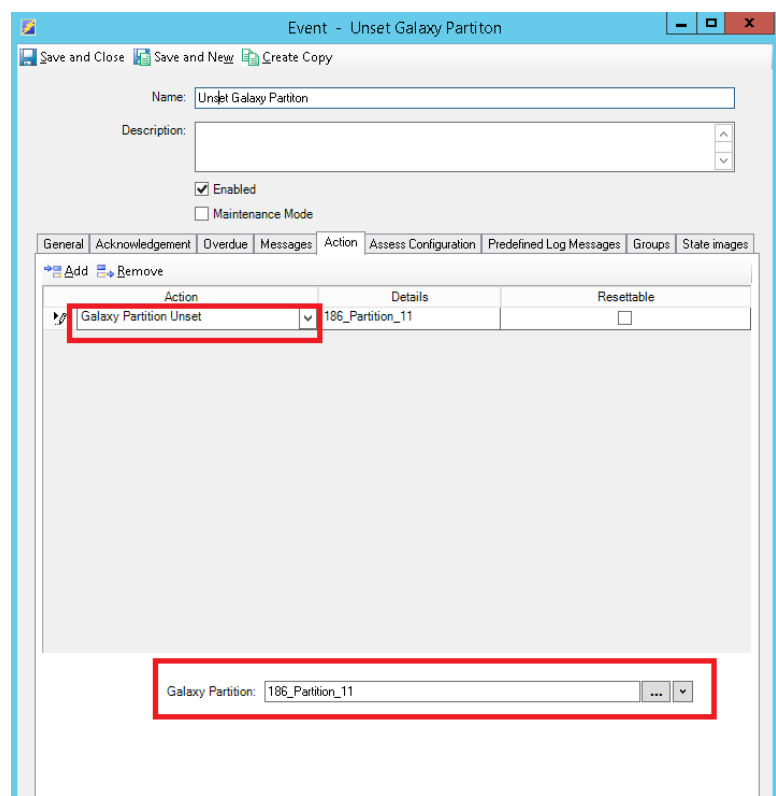 Event - Unset Galaxy Partiton
Save and Close Save and New Create Copy
Name: Unset Galaxy Partiton
Description:
Enabled
Maintenance Mode
General Acknowledgement Overdue Messages Action Assess Configuration Predefined Log Messages Groups State images
Add Remove
Action Details Resettable
Galaxy Partition Unset 186_Partition_11
Galaxy Partition: 186_Partition_11 ...